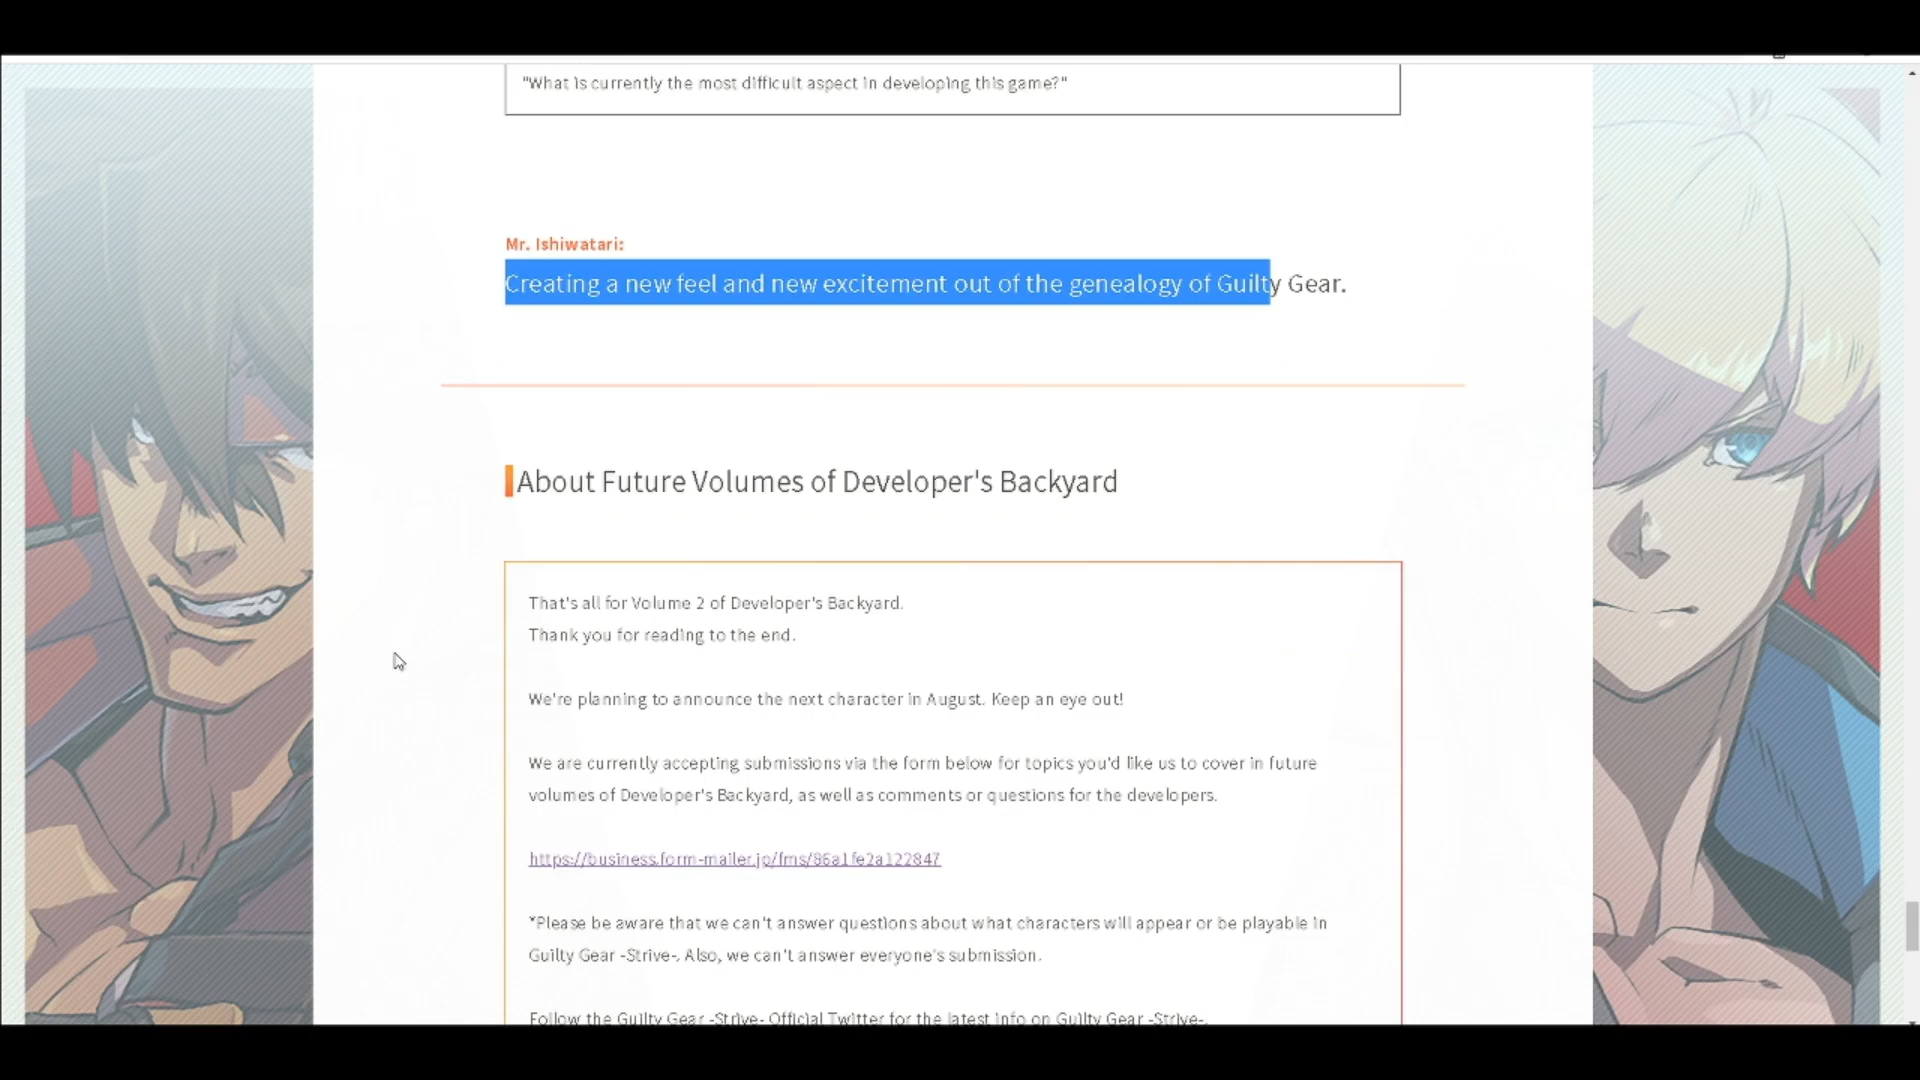 "What is currently the most difficult aspect in developing this game?"
Mr. Ishiwatari:
Creating a new feel and new excitement out of the genealogy of Guilty Gear.
About Future Volumes of Developer's Backyard
That's all for Volume 2 of Developer's Backyard.
Thank you for reading to the end.
We're planning to announce the next character in August. Keep an eye out!
We are currently accepting submissions via the form below for topics you'd like us to cover in future
volumes of Developer's Backyard, as well as comments or questions for the developers.
https://business.form-mailer.jp/fms/86a1fe2a122847
*Please be aware that we can't answer questions about what characters will appear or be playable in
Guilty Gear -Strive-. Also, we can't answer everyone's submission.
Follow the Guilty Gear -Strive- Official Twitter for the latest info on Guilty Gear -Strive-.